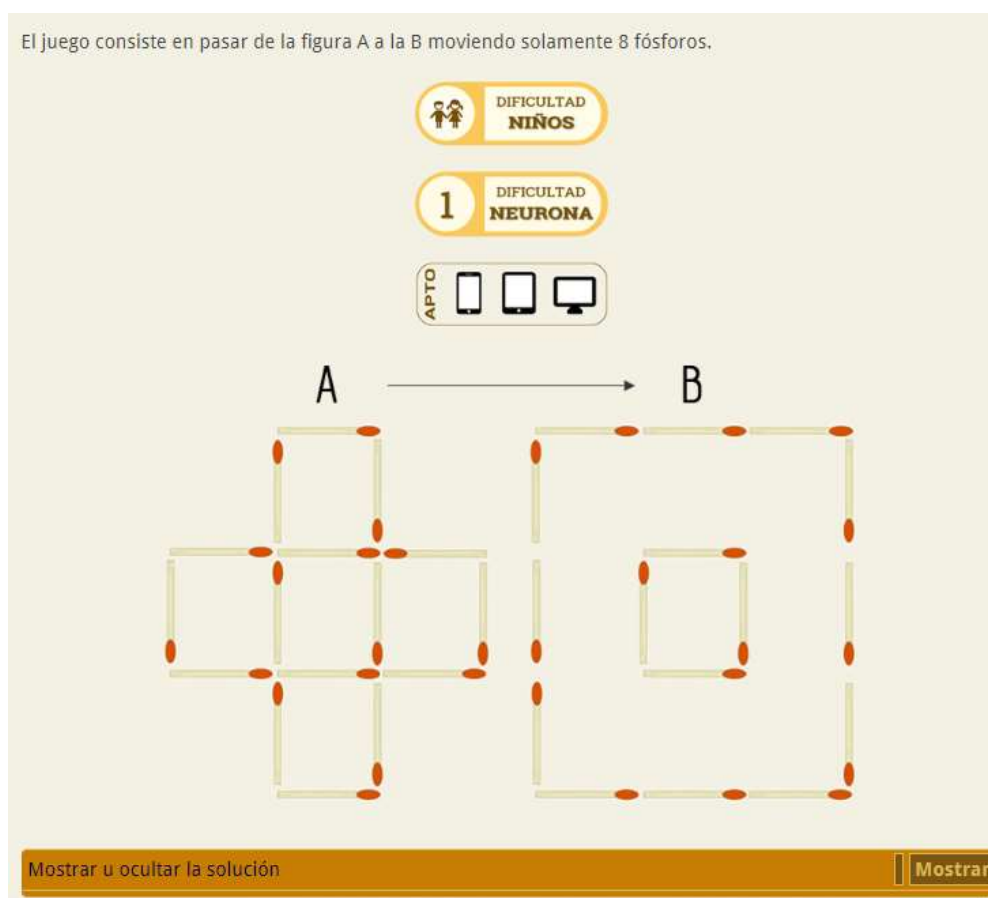 El juego consiste en pasar de la figura A a la B moviendo solamente 8 fósforos.
DIFICULTAD
NIÑOS
1
DIFICULTAD
NEURONA
APTO
A
B
Mostrar u ocultar la solución
Mostrar